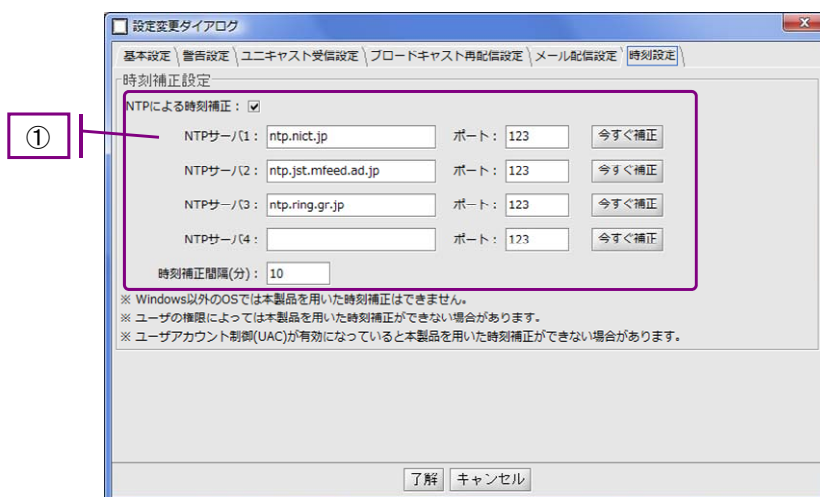 設定変更ダイアログ
基本設定 警告設定 ユニキャスト受信設定 ブロードキャスト再配信設定 メール配信設定 時刻設定
時刻補正設定
NTPによる時刻補正：
①
NTPサーバ1： ntp.nict.jp ポート： 123 今すぐ補正
NTPサーバ2： ntp.jst.mfeed.ad.jp ポート： 123 今すぐ補正
NTPサーバ3： ntp.ring.gr.jp ポート： 123 今すぐ補正
NTPサーバ4： ポート： 123 今すぐ補正
時刻補正間隔(分)： 10
※ Windows以外のOSでは本製品を用いた時刻補正はできません。
※ ユーザの権限によっては本製品を用いた時刻補正ができない場合があります。
※ ユーザアカウント制御(UAC)が有効になっていると本製品を用いた時刻補正ができない場合があります。
了解 キャンセル